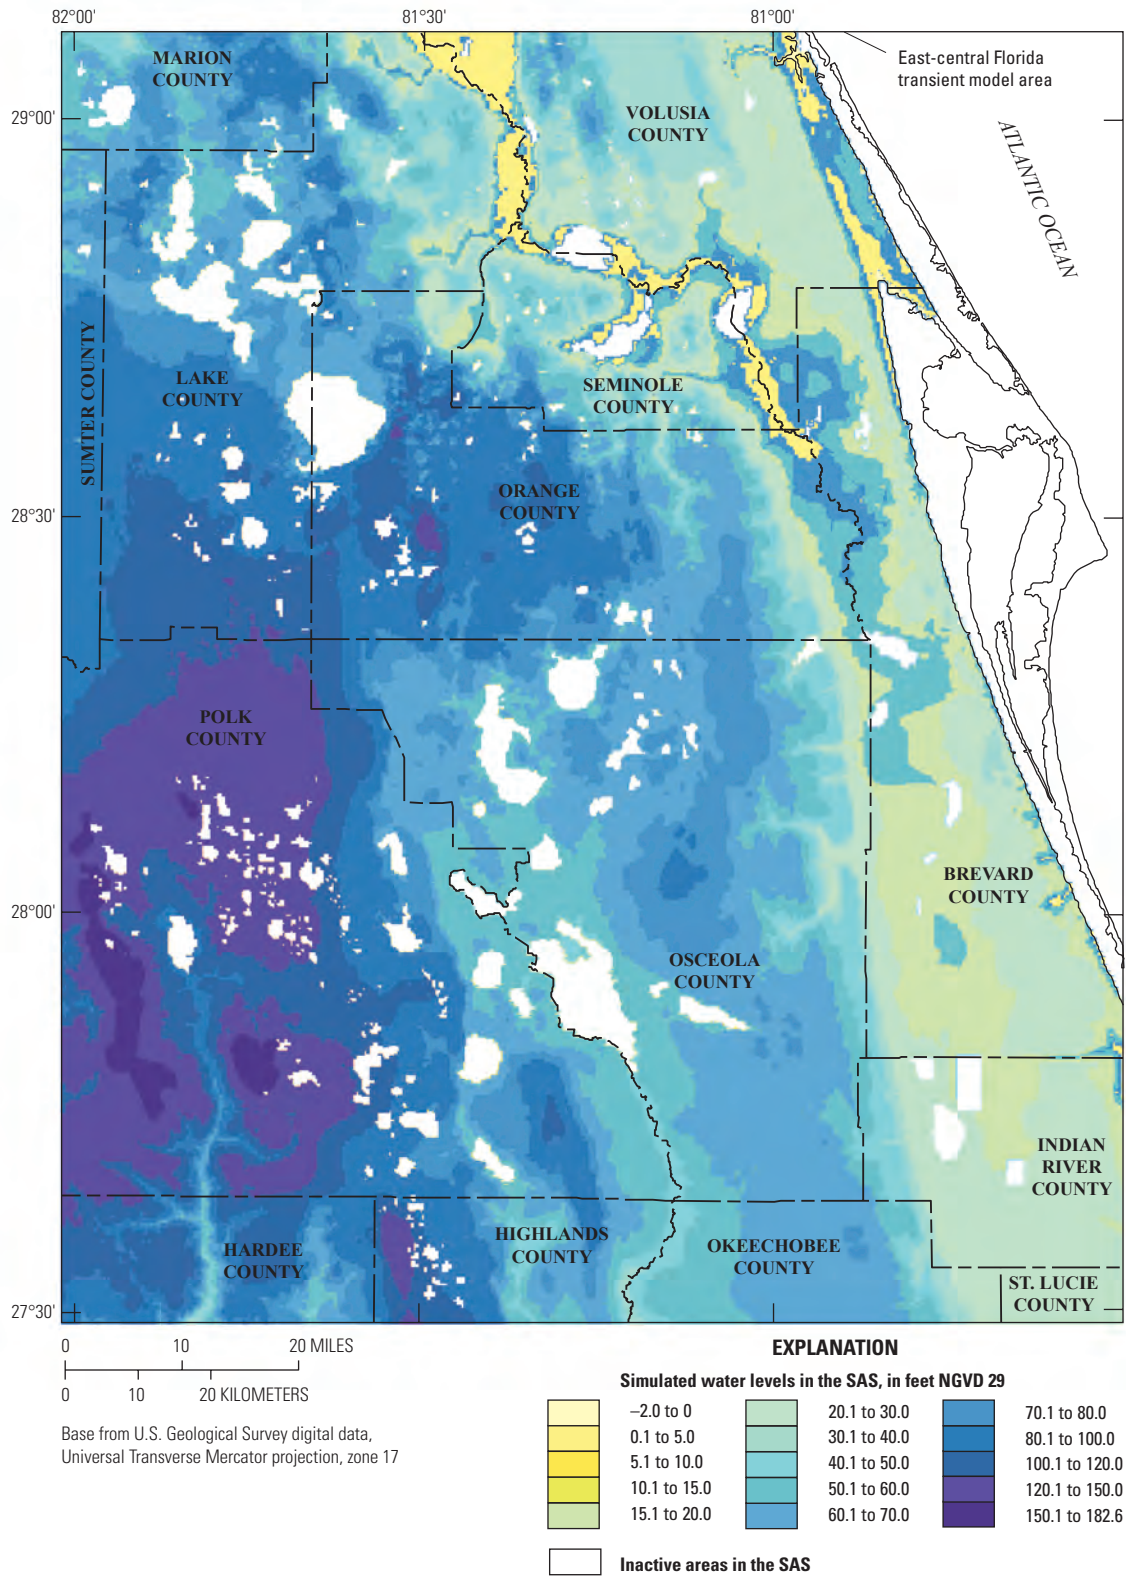 82°00'
81°30'
81°00'
29°00'
28°30'
28°00'
27°30'
East-central Florida
transient model area
ATLANTIC OCEAN
MARION
COUNTY
VOLUSIA
COUNTY
SUMTER COUNTY
LAKE
COUNTY
SEMINOLE
COUNTY
ORANGE
COUNTY
POLK
COUNTY
BREVARD
COUNTY
OSCEOLA
COUNTY
INDIAN
RIVER
COUNTY
HARDEE
COUNTY
HIGHLANDS
COUNTY
OKEECHOBEE
COUNTY
ST. LUCIE
COUNTY
0 10 20 MILES
0 10 20 KILOMETERS
Base from U.S. Geological Survey digital data,
Universal Transverse Mercator projection, zone 17
EXPLANATION
Simulated water levels in the SAS, in feet NGVD 29
–2.0 to 0
0.1 to 5.0
5.1 to 10.0
10.1 to 15.0
15.1 to 20.0
20.1 to 30.0
30.1 to 40.0
40.1 to 50.0
50.1 to 60.0
60.1 to 70.0
70.1 to 80.0
80.1 to 100.0
100.1 to 120.0
120.1 to 150.0
150.1 to 182.6
Inactive areas in the SAS